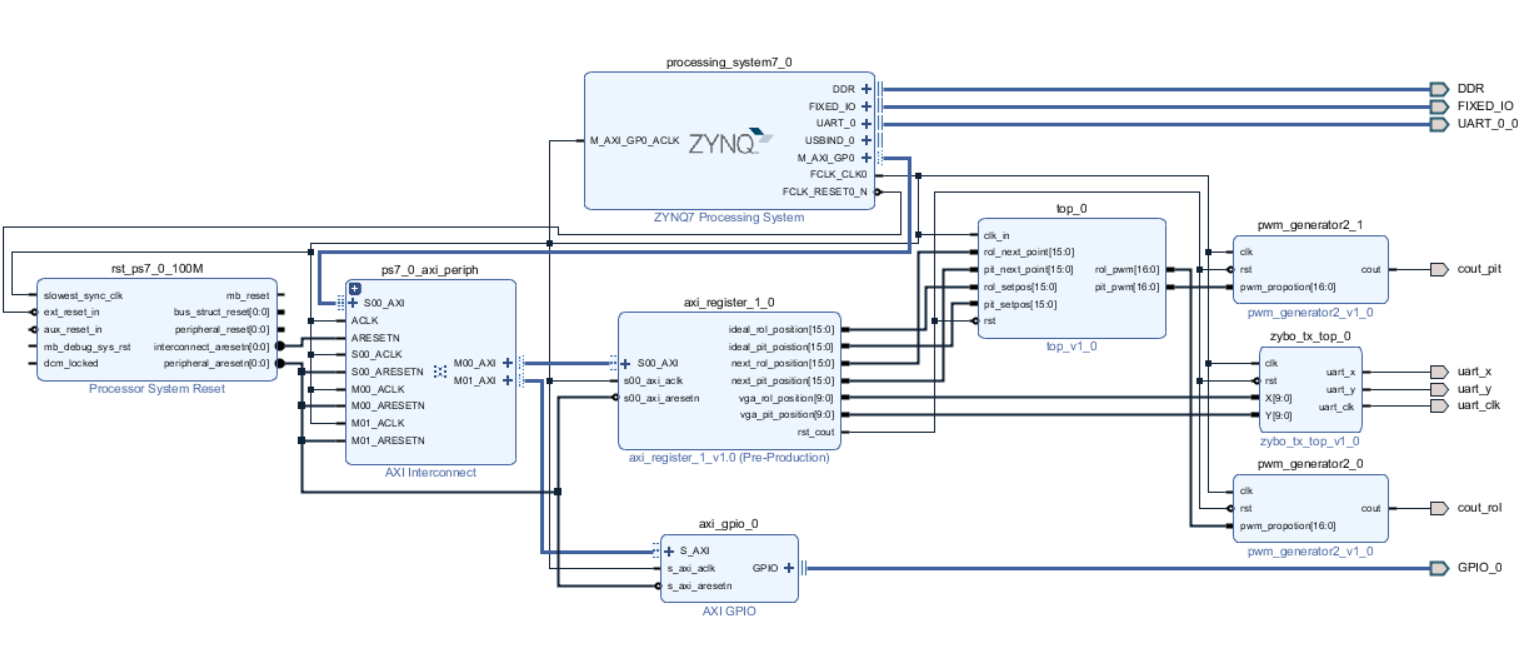 processing_system7_0
M_AXI_GP0_ACLK
ZYNQ
DDR
FIXED_IO
UART_0
USBIND_0
M_AXI_GP0
FCLK_CLK0
FCLK_RESET0_N
ZYNQ7 Processing System
DDR
FIXED_IO
UART_0_0
rst_ps7_0_100M
slowest_sync_clk
ext_reset_in
aux_reset_in
mb_debug_sys_rst
dcm_locked
mb_reset
bus_struct_reset[0:0]
peripheral_reset[0:0]
interconnect_aresetn[0:0]
peripheral_aresetn[0:0]
Processor System Reset
ps7_0_axi_periph
S00_AXI
ACLK
ARESETN
S00_ACLK
S00_ARESETN
M00_ACLK
M00_ARESETN
M01_ACLK
M01_ARESETN
M00_AXI
M01_AXI
AXI Interconnect
axi_register_1_0
S00_AXI
s00_axi_aclk
s00_axi_aresetn
ideal_rol_position[15:0]
ideal_pit_poistion[15:0]
next_rol_position[15:0]
next_pit_position[15:0]
vga_rol_position[9:0]
vga_pit_position[9:0]
rst_cout
axi_register_1_v1.0 (Pre-Production)
top_0
clk_in
rol_next_point[15:0]
pit_next_point[15:0]
rol_setpos[15:0]
pit_setpos[15:0]
rst
rol_pwm[16:0]
pit_pwm[16:0]
top_v1_0
pwm_generator2_1
clk
rst
pwm_propotion[16:0]
cout
pwm_generator2_v1_0
cout_pit
zybo_tx_top_0
clk
rst
X[9:0]
Y[9:0]
uart_x
uart_y
uart_clk
zybo_tx_top_v1_0
uart_x
uart_y
uart_clk
pwm_generator2_0
clk
rst
pwm_propotion[16:0]
cout
pwm_generator2_v1_0
cout_rol
axi_gpio_0
S_AXI
s_axi_aclk
s_axi_aresetn
GPIO
AXI GPIO
GPIO_0